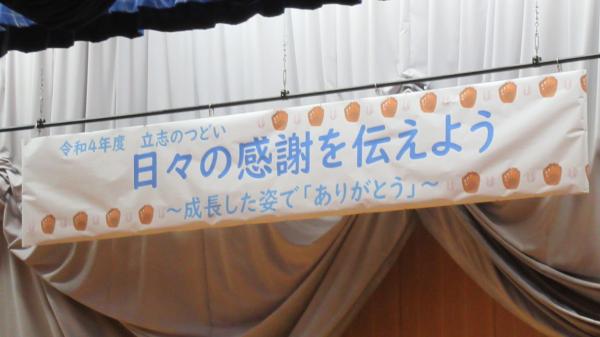 令和4年度　立志のつどい
日々の感謝を伝えよう
～成長した姿で「ありがとう」～